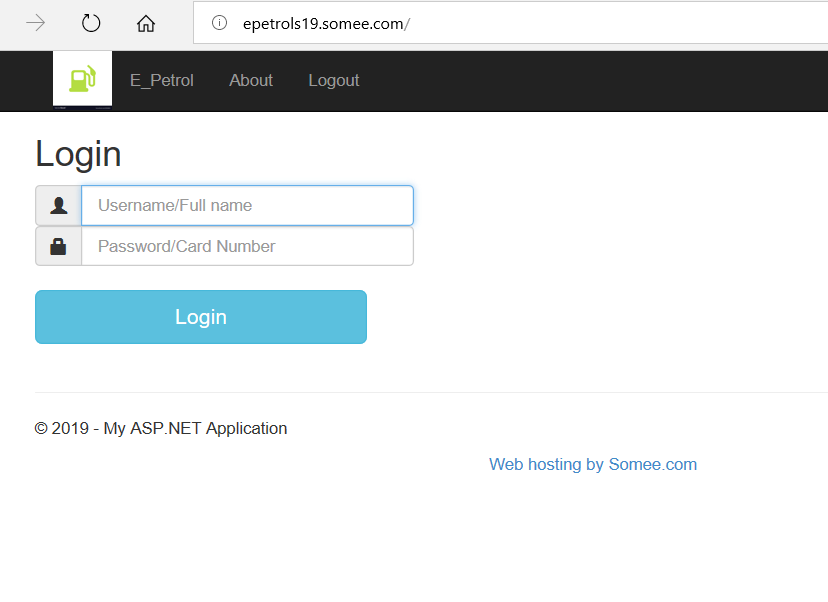 epetrols19.somee.com/
E_Petrol About Logout
Login
Username/Full name
Password/Card Number
Login
© 2019 - My ASP.NET Application
Web hosting by Somee.com